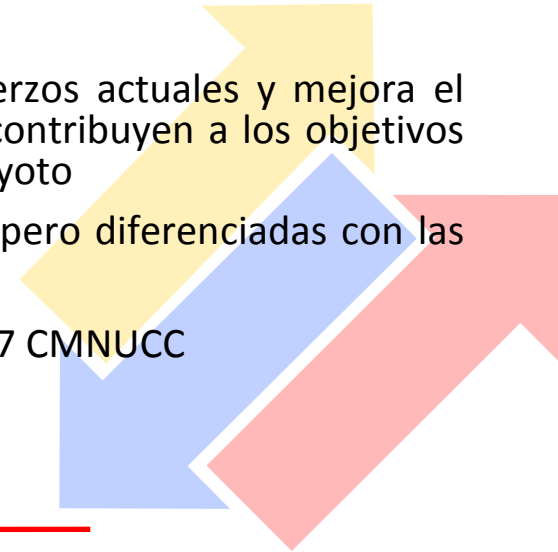 erzos actuales y mejora el
contribuyen a los objetivos
yoto
pero diferenciadas con las
7 CMNUCC